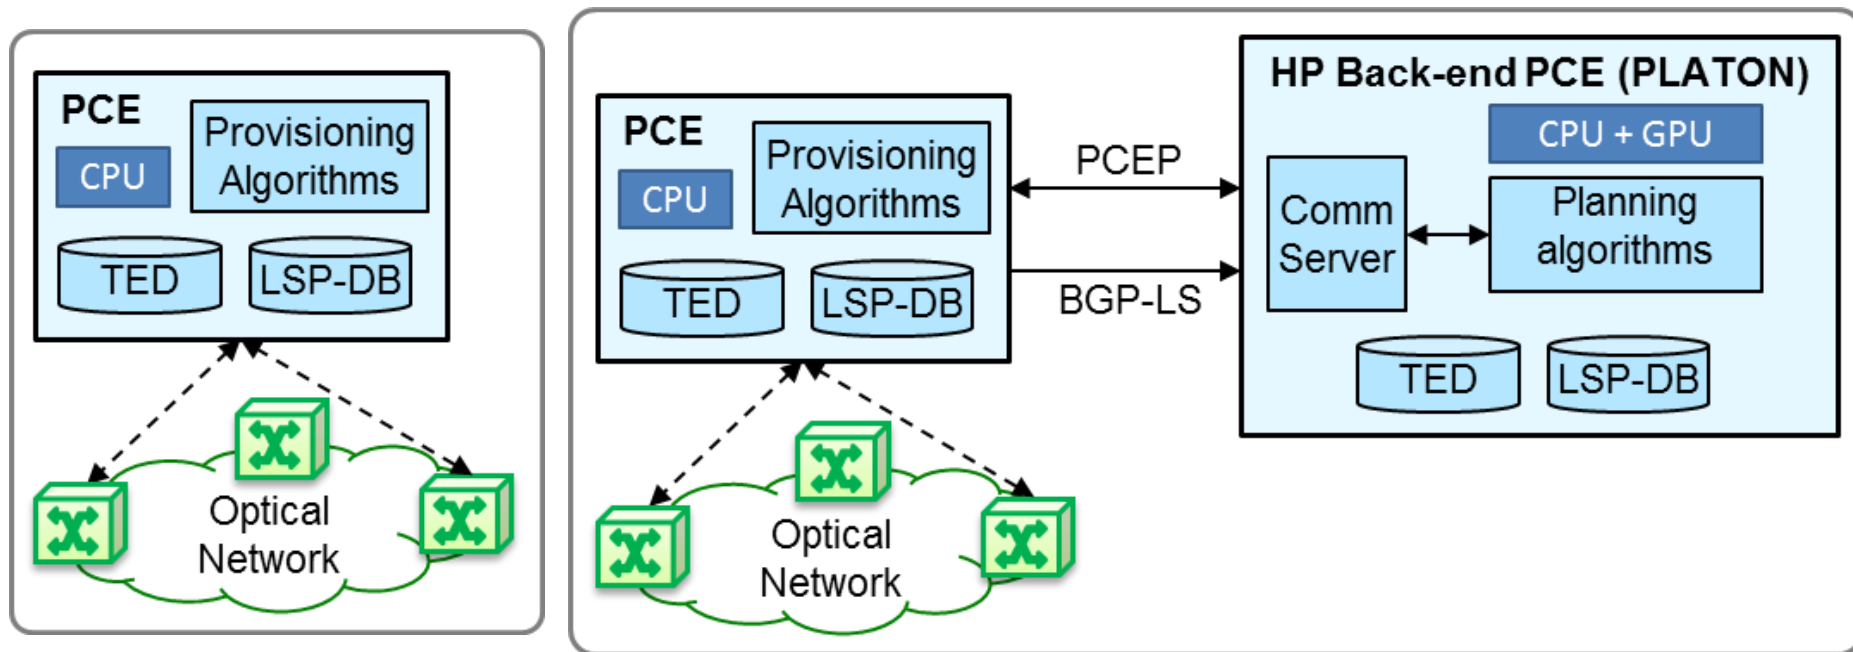 PCE
Provisioning
Algorithms
CPU
TED
LSP-DB
Optical
Network
PCE
Provisioning
Algorithms
CPU
TED
LSP-DB
Optical
Network
PCEP
BGP-LS
HP Back-end PCE (PLATON)
CPU + GPU
Comm
Server
Planning
algorithms
TED
LSP-DB